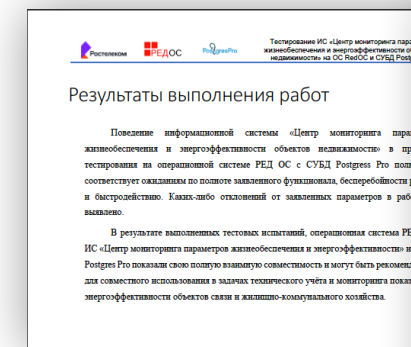 Ростелеком РЕДОС PostgresPro Тестирование ИС «Центр мониторинга пара
жизнеобеспечения и энергоэффективности об
недвижимости» на ОС RedOC и СУБД Postg
Результаты выполнения работ
Поведение информационной системы «Центр мониторинга парам
жизнеобеспечения и энергоэффективности объектов недвижимости» в пр
тестирования на операционной системе РЕД ОС с СУБД Postgress Pro полн
соответствует ожиданиям по полноте заявленного функционала, бесперебойности р
и быстродействию. Каких-либо отклонений от заявленных параметров в рабо
выявлено.
В результате выполненных тестовых испытаний, операционная система РЕ
ИС «Центр мониторинга параметров жизнеобеспечения и энергоэффективности» и
Postgres Pro показали свою полную взаимную совместимость и могут быть рекоменд
для совместного использования в задачах технического учёта и мониторинга показ
энергоэффективности объектов связи и жилищно-коммунального хозяйства.